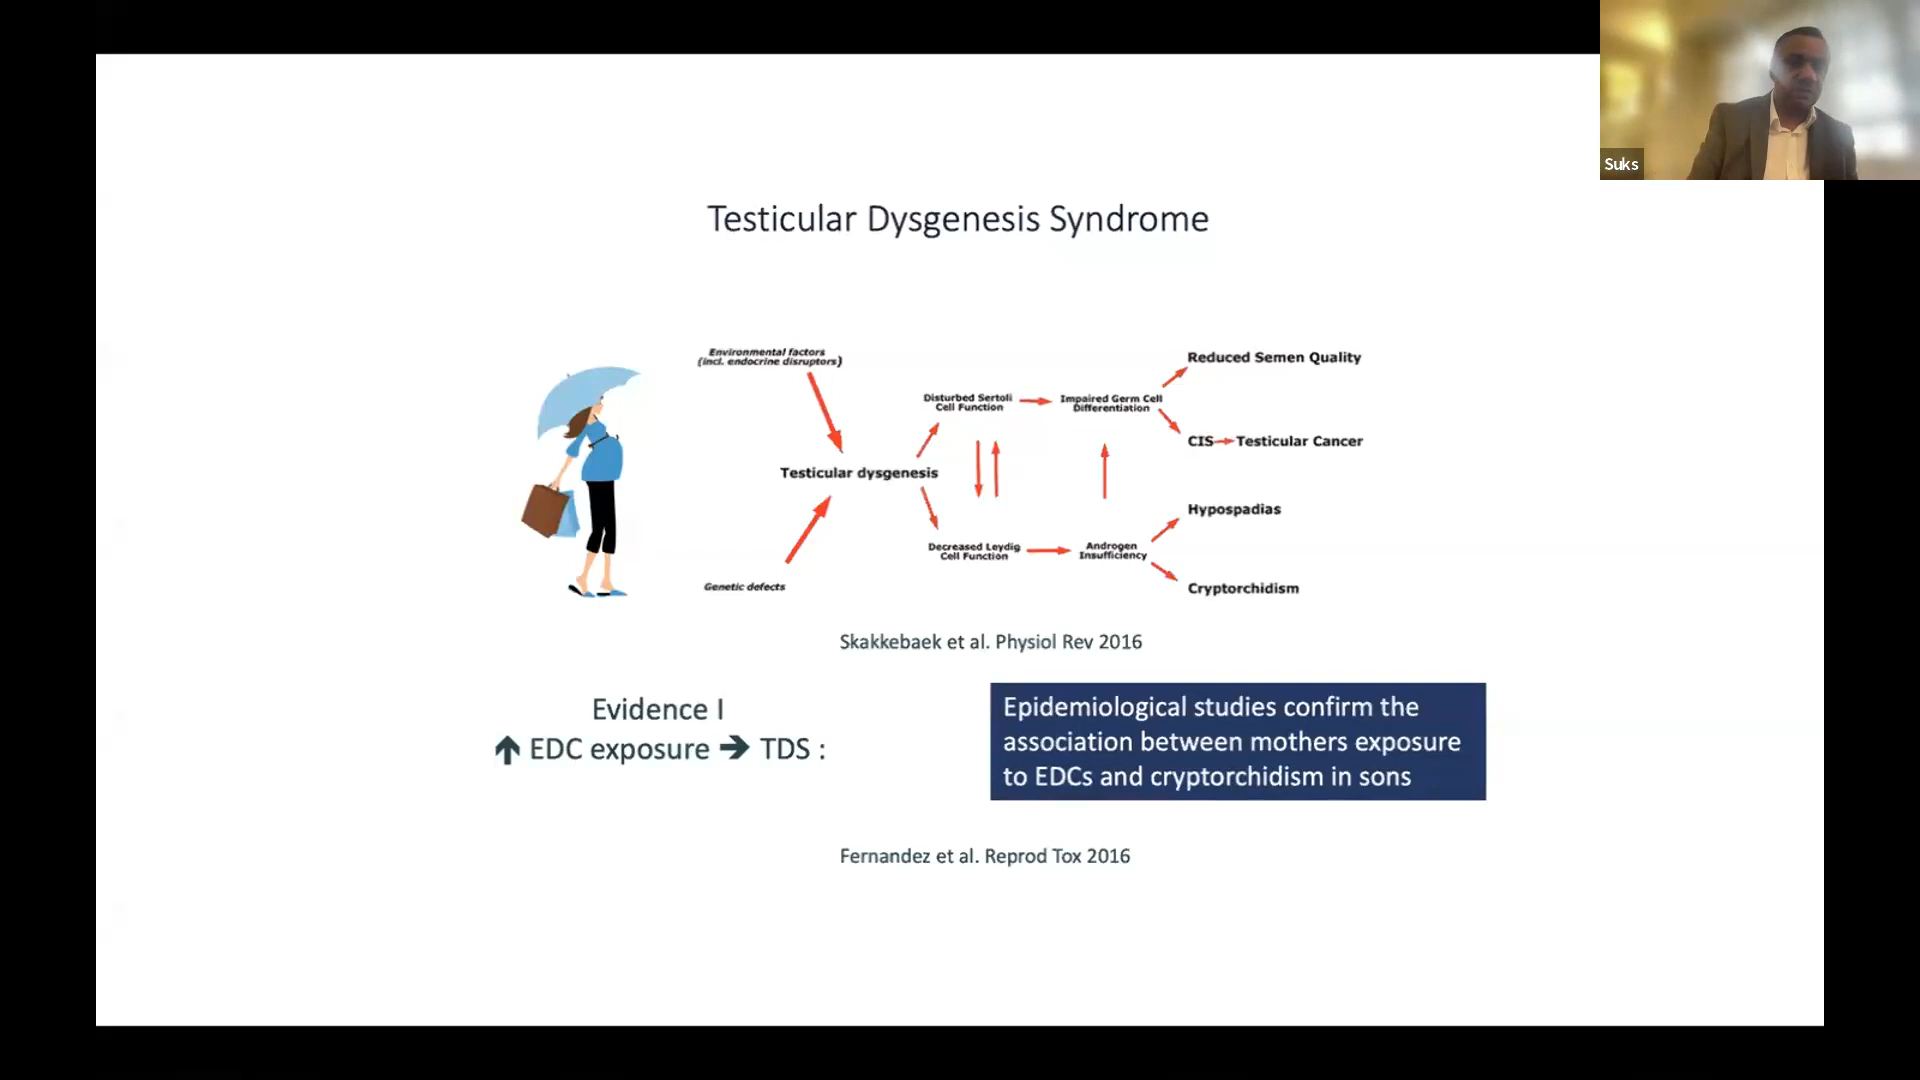 Suks
Testicular Dysgenesis Syndrome
Environmental factors
(incl. endocrine disruptors)
Reduced Semen Quality
Disturbed Sertoli
Cell Function
Impaired Germ Cell
Differentiation
CIS Testicular Cancer
Testicular dysgenesis
Hypospadias
Decreased Leydig
Cell Function
Androgen
Insufficiency
Genetic defects
Cryptorchidism
Skakkebaek et al. Physiol Rev 2016
Evidence I
↑ EDC exposure → TDS :
Epidemiological studies confirm the
association between mothers exposure
to EDCs and cryptorchidism in sons
Fernandez et al. Reprod Tox 2016